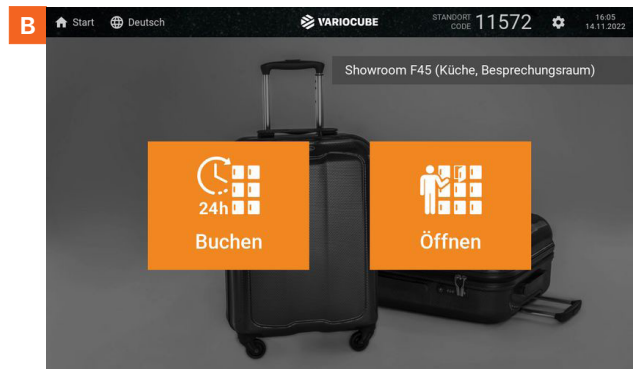 B
Start Deutsch VARIOCUBE STANDORT CODE 11572 16:05 14.11.2022
Showroom F45 (Küche, Besprechungsraum)
24h
Buchen Öffnen